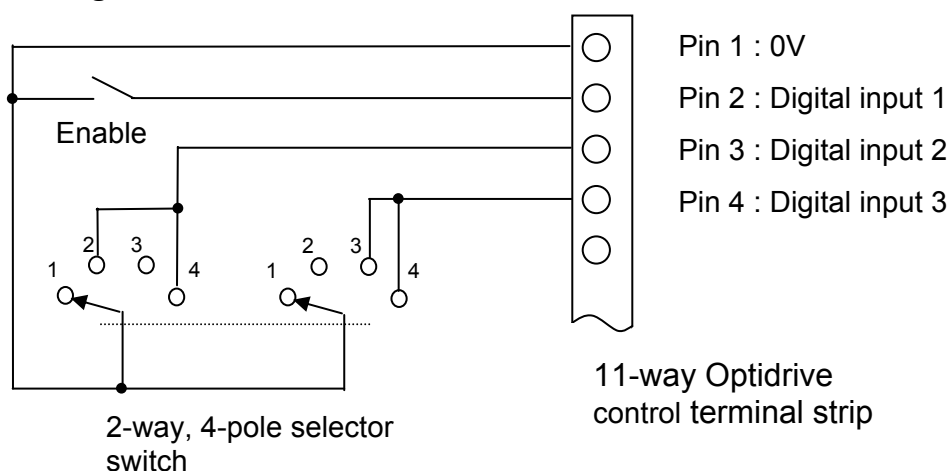 Pin 1 : 0V
Pin 2 : Digital input 1
Enable
Pin 3 : Digital input 2
Pin 4 : Digital input 3
1 2 3 4
1 2 3 4
11-way Optidrive
control terminal strip
2-way, 4-pole selector
switch